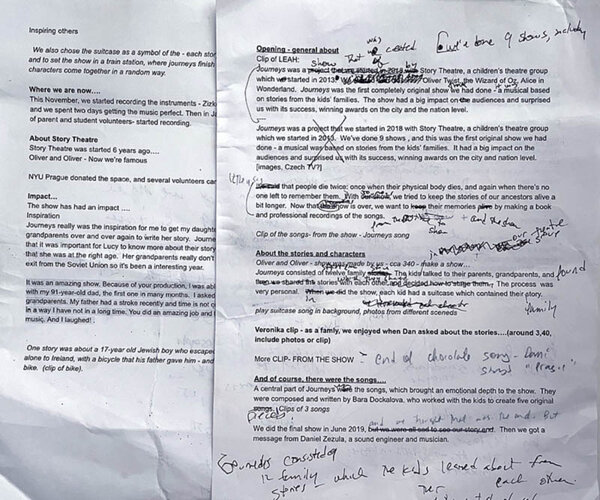 Inspiring others
We also chose the suitcase as a symbol of the - each stor
and to set the show in a train station, where journeys finish
characters come together in a random way.
Where we are now....
This November, we started recording the instruments - Zizk
and we spent two days getting the music perfect. Then in Ja
of parent and student volunteers- started recording.
About Story Theatre
Story Theatre was started 6 years ago....
Oliver and Oliver - Now we're famous
NYU Prague donated the space, and several volunteers can
Impact...
The show has had an impact ....
Inspiration
Journeys really was the inspiration for me to get my daught
grandparents over and over again to write her story. Journe
that it was important for Lucy to know more about their stor
that she was at the right age. Her grandparents really don't
exit from the Soviet Union so it's been a interesting year.
It was an amazing show. Because of your production, I was abl
with my 91-year-old dad, the first one in many months. I asked
grandparents. My father had a stroke recently and time is not o
in a way I have not in a long time. You did an amazing job and t
music. And I laughed!
One story was about a 17-year old Jewish boy who escaped
alone to Ireland, with a bicycle that his father gave him - and
bike. (clip of bike).
Opening - general about
was created
we've done 9 shows, including
Clip of LEAH:
show that by
Journeys was a project that we started in 2018 with Story Theatre, a children's theatre group
which we started in 2013. Oliver Twist, the Wizard of Oz, Alice in
Wonderland. Journeys was the first completely original show we had done - a musical based
on stories from the kids' families. The show had a big impact on the audiences and surprised
us with its success, winning awards on the city and the nation level.
Journeys was a project that we started in 2018 with Story Theatre, a children's theatre group
which we started in 2013. We've done 9 shows , and this was the first original show we had
done - a musical was based on stories from the kids' families. It had a big impact on the
audiences and surprised us with its success, winning awards on the city and national level.
[images, Czech TV?]
We said that people die twice: once when their physical body dies, and again when there's no
one left to remember them. With we tried to keep the stories of our ancestors alive a
bit longer. Now that the show is over, we want to keep their memories alive by making a book
and professional recordings of the songs.
from the show
Clip of the songs- from the show - Journeys song
About the stories and characters
Oliver and Oliver - show was made by us - cca 340 - make a show...
Journeys consisted of twelve family stories. The kids talked to their parents, grandparents, and found
then we shared the stories with each other, and decided how to stage them. The process was
very personal. When we did the show, each kid had a suitcase which contained their story.
family
play suitcase song in background, photos from different sceneds
Veronika clip - as a famly, we enjoyed when Dan asked about the stories....(around 3,40,
include photos or clip)
More CLIP- FROM THE SHOW - end of chocolate song -
And of course, there were the songs....
A central part of Journeys was the songs, which brought an emotional depth to the show. They
were composed and written by Bara Dockalova, who worked with the kids to create five original
songs. Clips of 3 songs
pieces.
and we thought that was the end. But
We did the final show in June 2019, but we were all sad to see our story end. Then we got a
message from Daniel Zezula, a sound engineer and musician.
Journeys consisted of
12 family
stories - which the kids learned about from
each other.